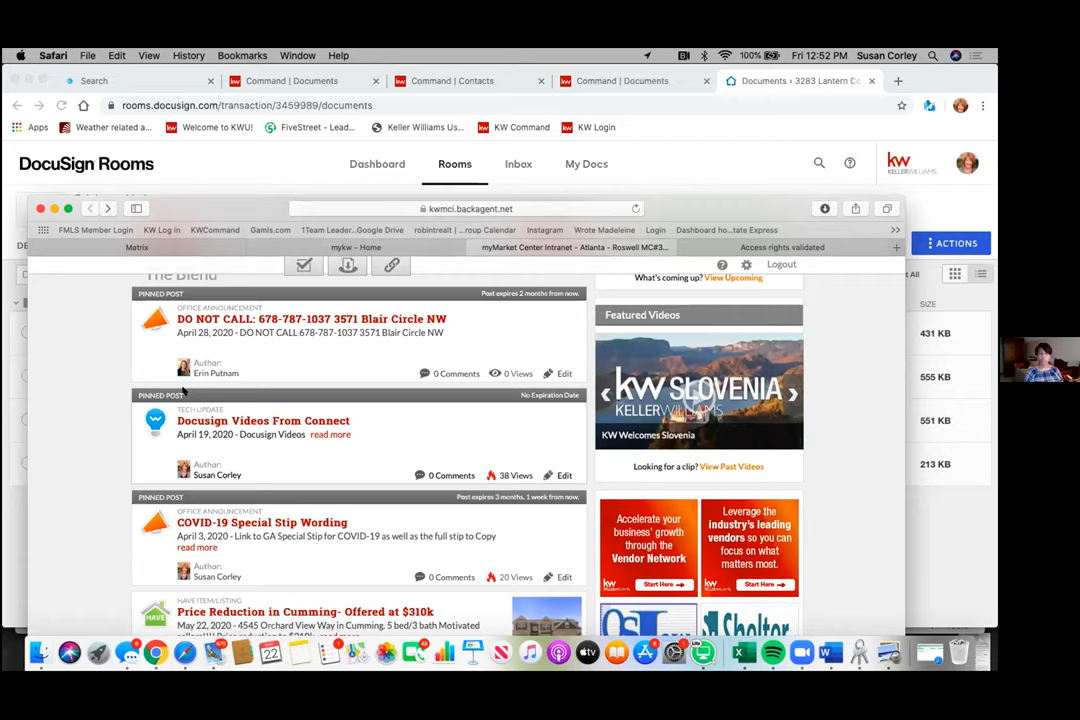 Safari File Edit View History Bookmarks Window Help 100% Fri 12:52 PM Susan Corley
Search Command | Documents Command | Contacts Command | Documents Documents › 3283 Lantern Co
rooms.docusign.com/transaction/3459989/documents
Apps Weather related a... Welcome to KWU! FiveStreet - Lead... Keller Williams Us... KW Command KW Login
DocuSign Rooms Dashboard Rooms Inbox My Docs kw KELLERWILLIAMS
kwmci.backagent.net
FMLS Member Login KW Log in KWCommand Gamls.com 1Team Leader...Google Drive robintrealt...roup Calendar Instagram Wrote Madeleine Login Dashboard ho...tate Express
Matrix mykw - Home myMarket Center Intranet - Atlanta - Roswell MC#3... Access rights validated
ACTIONS
Logout
The Blend
What's coming up? View Upcoming
All
SIZE
PINNED POST Post expires 2 months from now.
OFFICE ANNOUNCEMENT
DO NOT CALL: 678-787-1037 3571 Blair Circle NW
April 28, 2020 - DO NOT CALL 678-787-1037 3571 Blair Circle NW
Author:
Erin Putnam
0 Comments 0 Views Edit
PINNED POST No Expiration Date
TECH UPDATE
Docusign Videos From Connect
April 19, 2020 - Docusign Videos read more
Author:
Susan Corley
0 Comments 38 Views Edit
PINNED POST Post expires 3 months, 1 week from now.
OFFICE ANNOUNCEMENT
COVID-19 Special Stip Wording
April 3, 2020 - Link to GA Special Stip for COVID-19 as well as the full stip to Copy
read more
Author:
Susan Corley
0 Comments 20 Views Edit
HAVE ITEM/LISTING
HAVE
Price Reduction in Cumming- Offered at $310k
May 22, 2020 - 4545 Orchard View Way in Cumming. 5 bed/3 bath Motivated
Featured Videos
kw SLOVENIA
KELLERWILLIAMS
KW Welcomes Slovenia
Looking for a clip? View Past Videos
Accelerate your business' growth through the Vendor Network
Start Here
kw
Leverage the industry's leading vendors so you can focus on what matters most.
Start Here
kw
Shelter
431 KB
555 KB
551 KB
213 KB
22